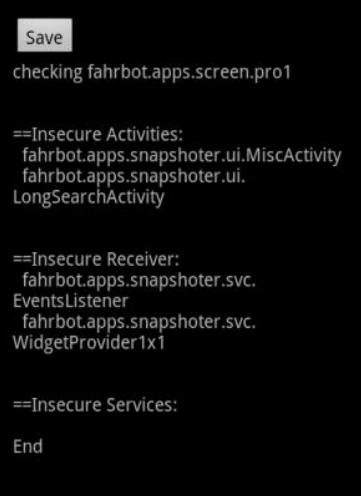 Save
checking fahrbot.apps.screen.pro1
==Insecure Activities:
fahrbot.apps.snapshoter.ui.MiscActivity
fahrbot.apps.snapshoter.ui.
LongSearchActivity
==Insecure Receiver:
fahrbot.apps.snapshoter.svc.
EventsListener
fahrbot.apps.snapshoter.svc.
WidgetProvider1x1
==Insecure Services:
End